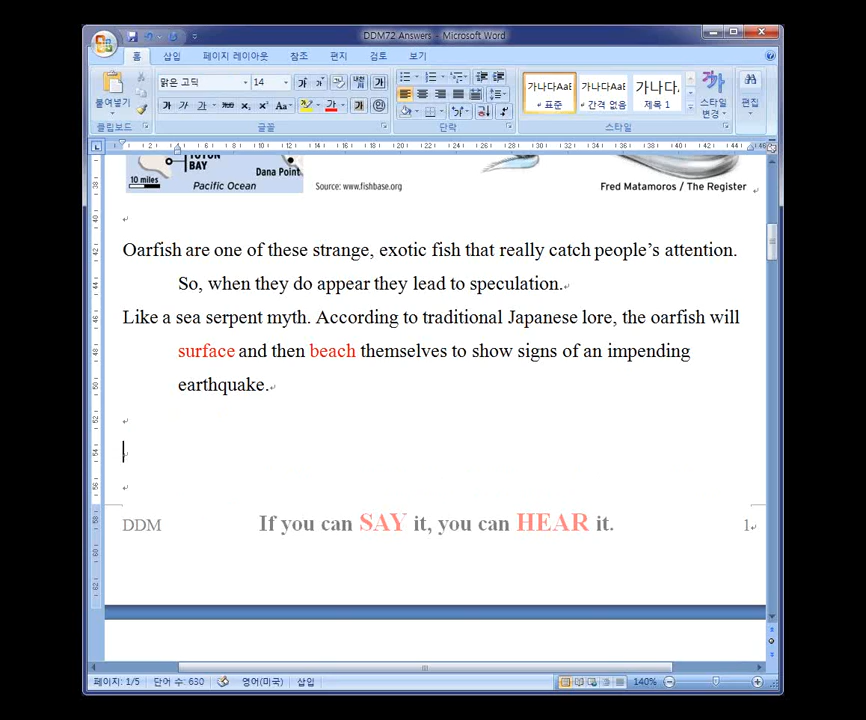 DDM72 Answers - Microsoft Word
홈 삽입 페이지 레이아웃 참조 편지 검토 보기
맑은 고딕 14
가나다AaE 가나다AaE 가나다.
붙여넣기 표준 간격 없음 제목 1 스타일 변경 편집
클립보드 글꼴 단락 스타일
BAY
Dana Point
10 miles Pacific Ocean Source: www.fishbase.org Fred Matamoros / The Register
Oarfish are one of these strange, exotic fish that really catch people’s attention.
So, when they do appear they lead to speculation.
Like a sea serpent myth. According to traditional Japanese lore, the oarfish will
surface and then beach themselves to show signs of an impending
earthquake.
DDM If you can SAY it, you can HEAR it. 1
페이지: 1/5 단어 수: 630 영어(미국) 삽입 140%